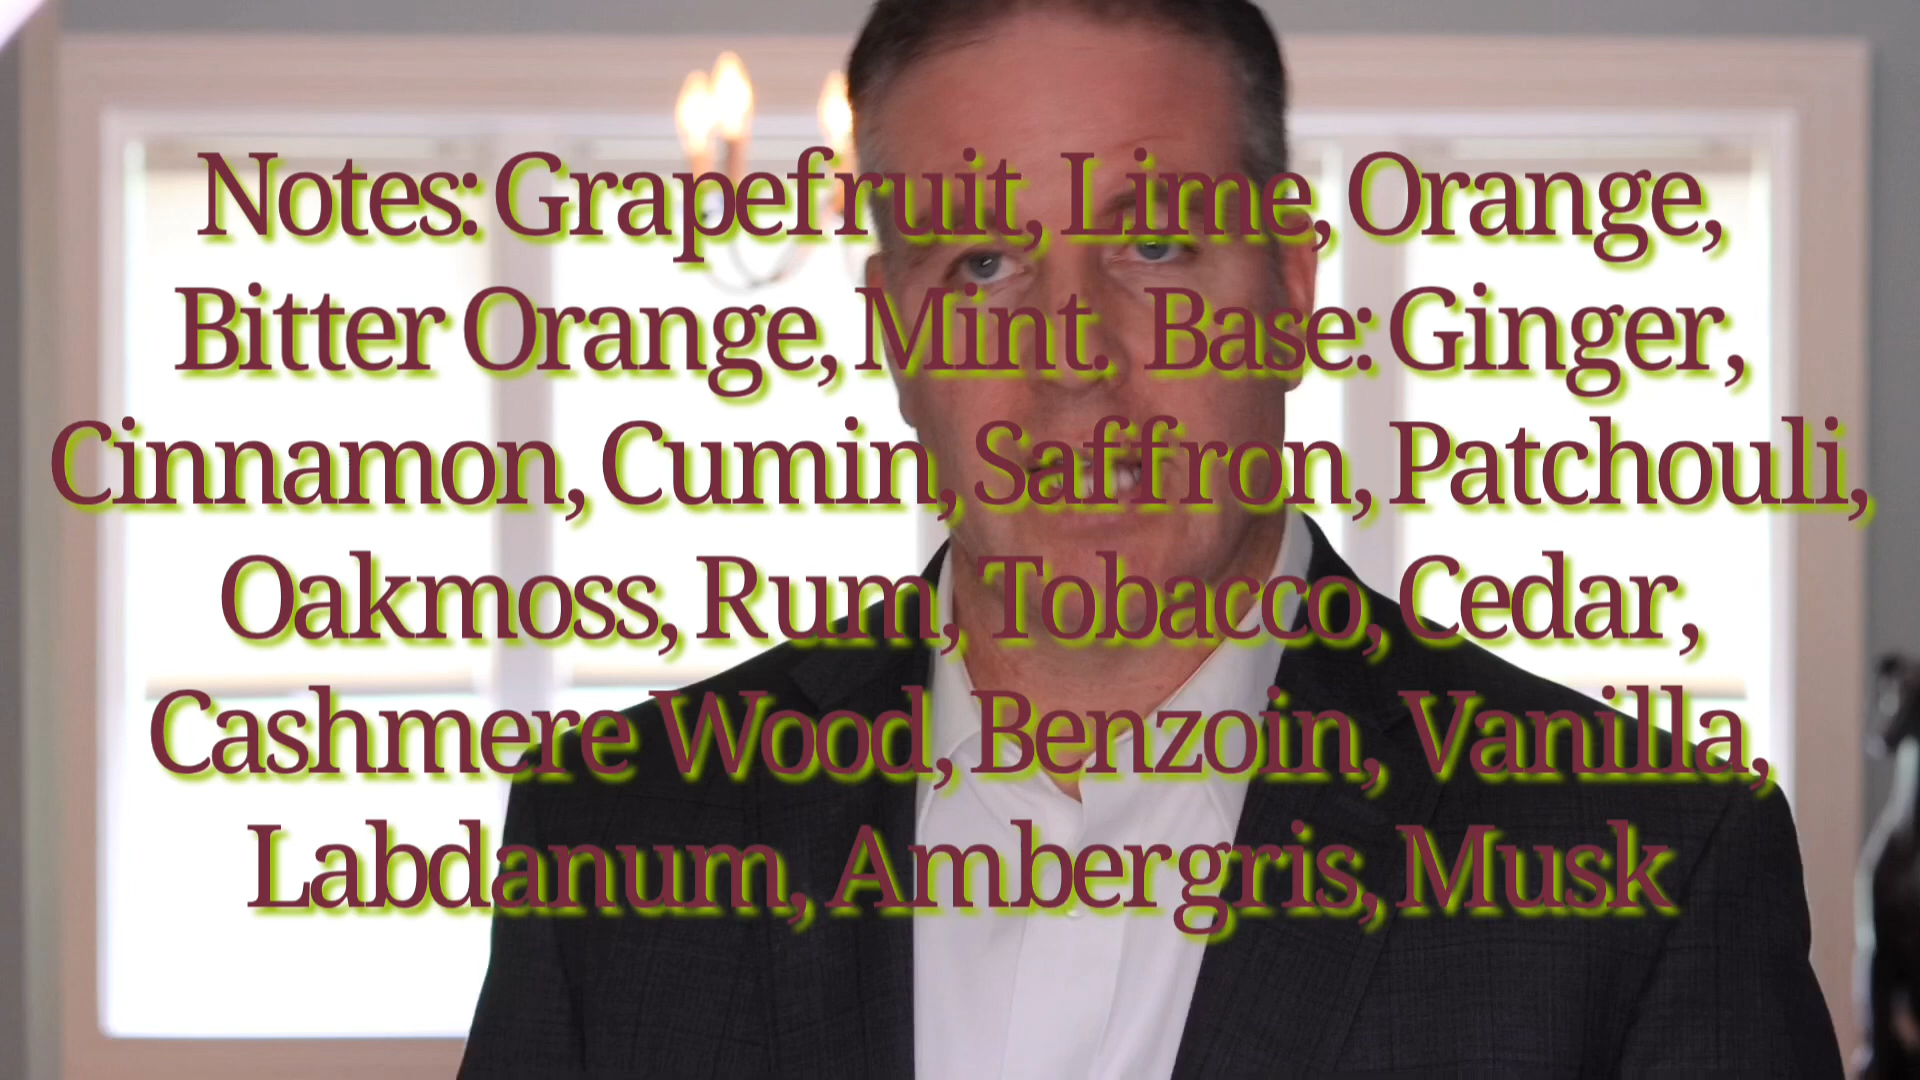 Notes: Grapefruit, Lime, Orange,
Bitter Orange, Mint. Base: Ginger,
Cinnamon, Cumin, Saffron, Patchouli,
Oakmoss, Rum, Tobacco, Cedar,
Cashmere Wood, Benzoin, Vanilla,
Labdanum, Ambergris, Musk